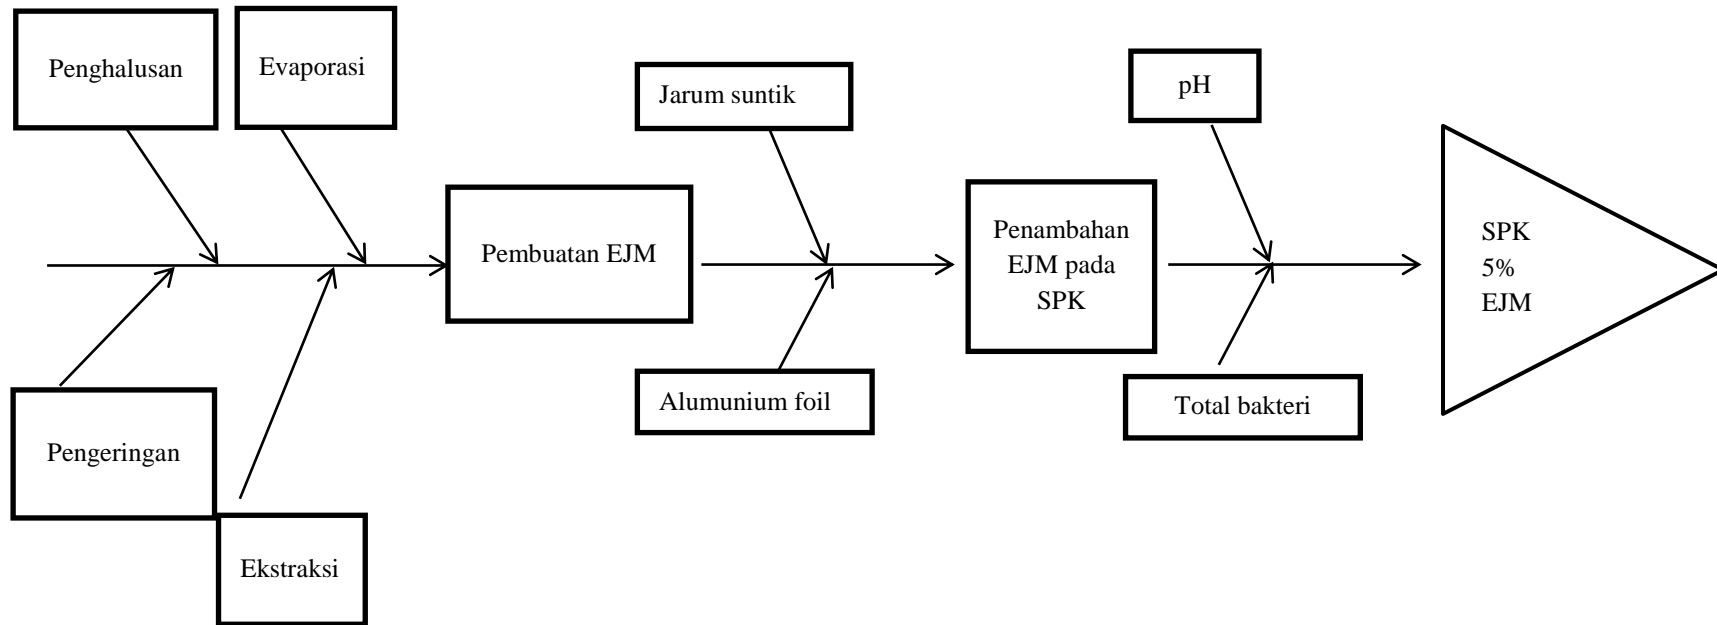 Penghalusan
Evaporasi
Jarum suntik
pH
Pembuatan EJM
Penambahan
EJM pada
SPK
SPK
5%
EJM
Alumunium foil
Total bakteri
Pengeringan
Ekstraksi